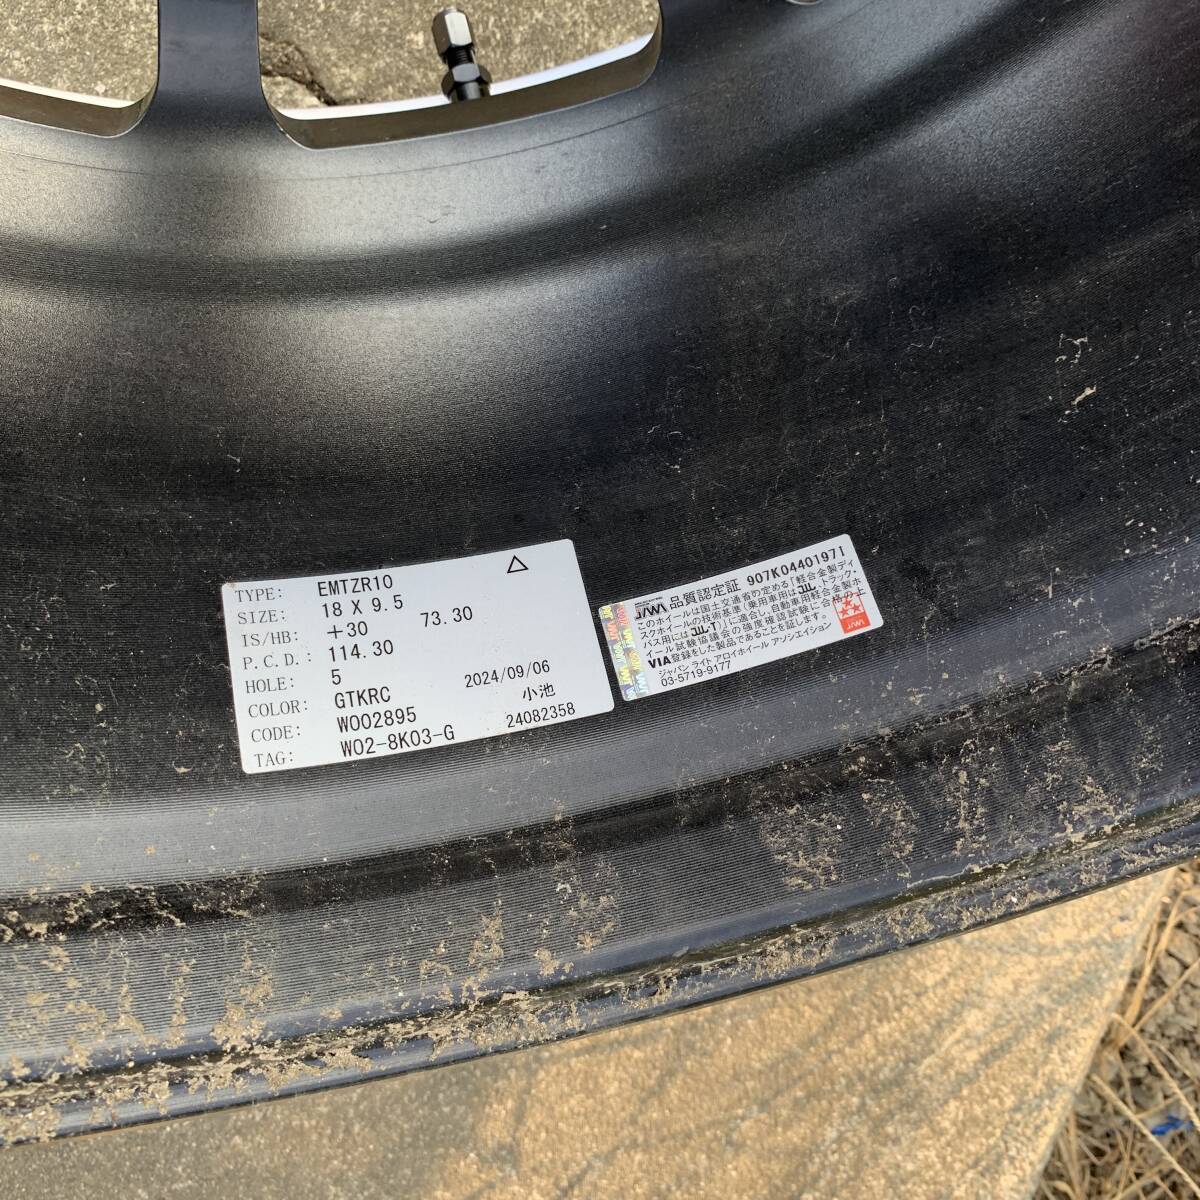 TYPE: EMTZR10 △
SIZE: 18 X 9.5
IS/HB: +30 73.30
P.C.D.: 114.30
HOLE: 5
COLOR: GTKRC 2024/09/06
CODE: W002895 小池
TAG: W02-8K03-G 24082358
JAWA 品質認定証 907K04401971
このホイールは国土交通省の定める「軽合金製ディ
スクホイールの技術基準(乗用車用はJWL トラック・
バス用にはJWL-T)」に適合し、自動車用軽合金製ホ
イール試験協議会の強度確認試験に合格の上
VIA登録をした製品であることを証します。
ジャパン ライト アロイホイール アソシエイション
03-5719-9177
JAWA